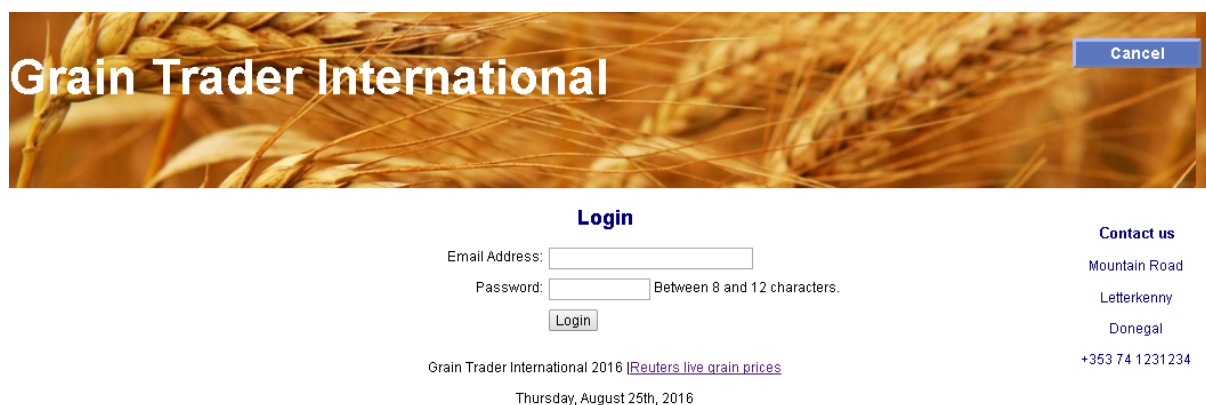 Grain Trader International
Cancel
Login
Email Address:
Password: Between 8 and 12 characters.
Login
Grain Trader International 2016 |Reuters live grain prices
Thursday, August 25th, 2016
Contact us
Mountain Road
Letterkenny
Donegal
+353 74 1231234